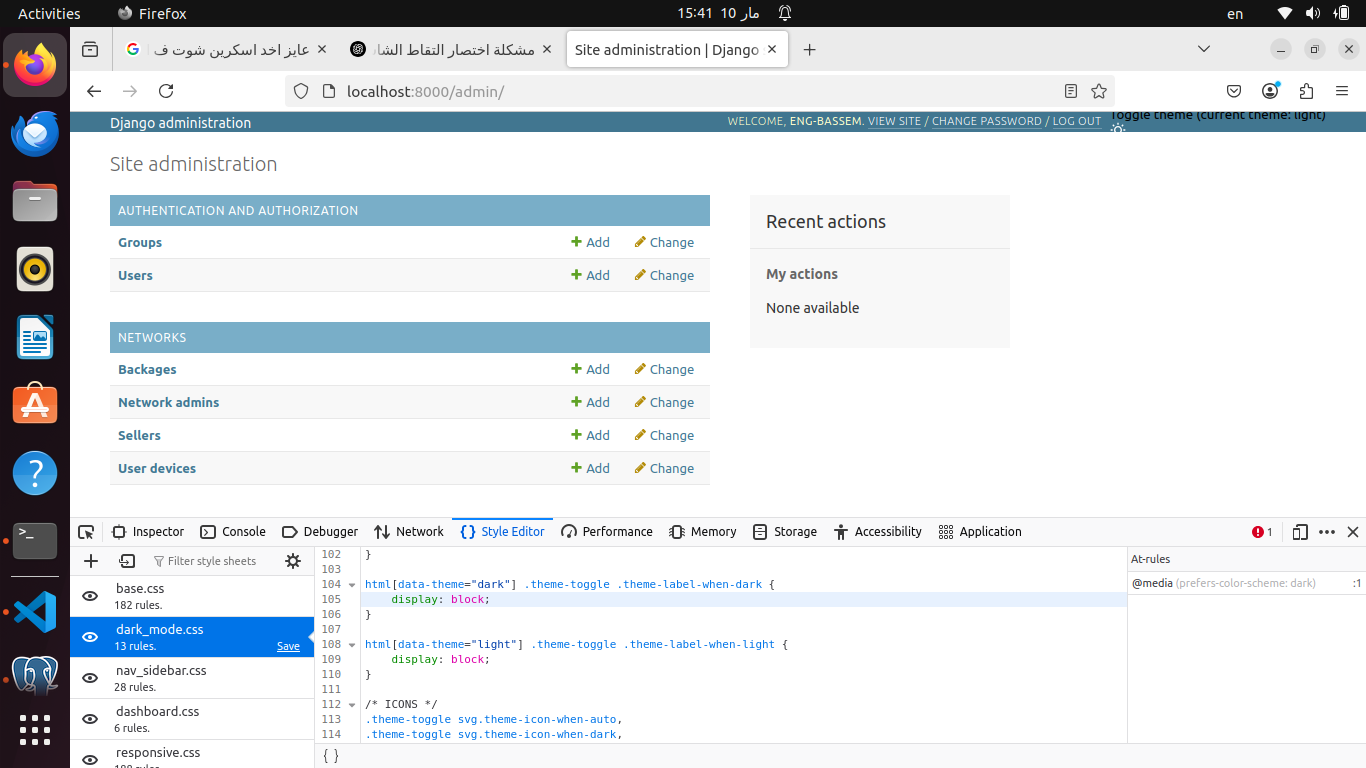 Activities
Firefox
15:41 10 مار
en
عايز اخد اسكرين شوت ف ا
مشكلة اختصار التقاط الشا
Site administration | Django
localhost:8000/admin/
Django administration
WELCOME, ENG-BASSEM. VIEW SITE / CHANGE PASSWORD / LOG OUT
Toggle theme (current theme: light)
Site administration
AUTHENTICATION AND AUTHORIZATION
Groups Add Change
Users Add Change
NETWORKS
Backages Add Change
Network admins Add Change
Sellers Add Change
User devices Add Change
Recent actions
My actions
None available
Inspector Console Debugger Network Style Editor Performance Memory Storage Accessibility Application 1
Filter style sheets
base.css
182 rules.
dark_mode.css
13 rules. Save
nav_sidebar.css
28 rules.
dashboard.css
6 rules.
responsive.css
102 }
103
104 html[data-theme="dark"] .theme-toggle .theme-label-when-dark {
105 display: block;
106 }
107
108 html[data-theme="light"] .theme-toggle .theme-label-when-light {
109 display: block;
110 }
111
112 /* ICONS */
113 .theme-toggle svg.theme-icon-when-auto,
114 .theme-toggle svg.theme-icon-when-dark,
{ }
At-rules
@media (prefers-color-scheme: dark) :1